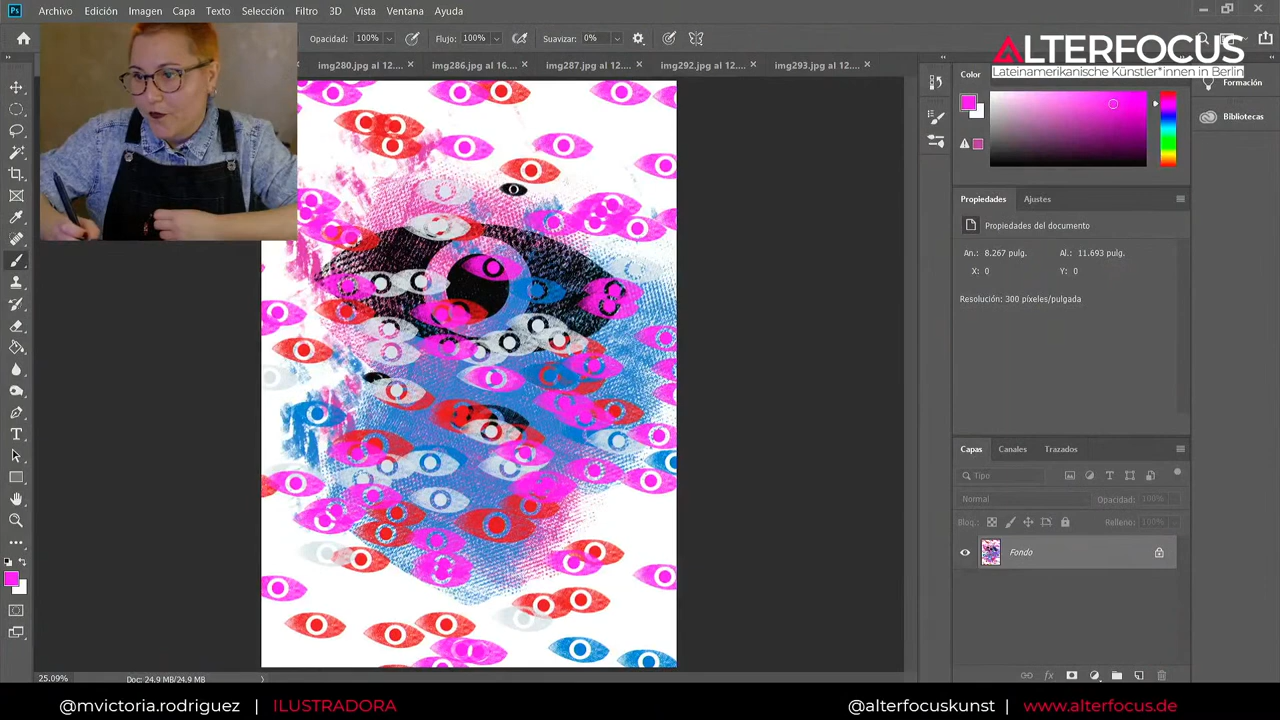 Ps Archivo Edición Imagen Capa Texto Selección Filtro 3D Vista Ventana Ayuda
Opacidad: 100% Flujo: 100% Suavizar: 0%
ALTERFOCUS
Lateinamerikanische Künstler*innen in Berlin
img280.jpg al 12.... × img286.jpg al 16.... × img287.jpg al 12.... × img292.jpg al 12.... × img293.jpg al 12.... ×
Color
Formación
Bibliotecas
Propiedades Ajustes
Propiedades del documento
An.: 8.267 pulg. Al.: 11.693 pulg.
X: 0 Y: 0
Resolución: 300 píxeles/pulgada
Capas Canales Trazados
Tipo
Normal Opacidad: 100%
Bloq.: Relleno: 100%
Fondo
fx
25.09% Doc: 24,9 MB/24,9 MB
@mvictoria.rodriguez | ILUSTRADORA @alterfocuskunst | www.alterfocus.de